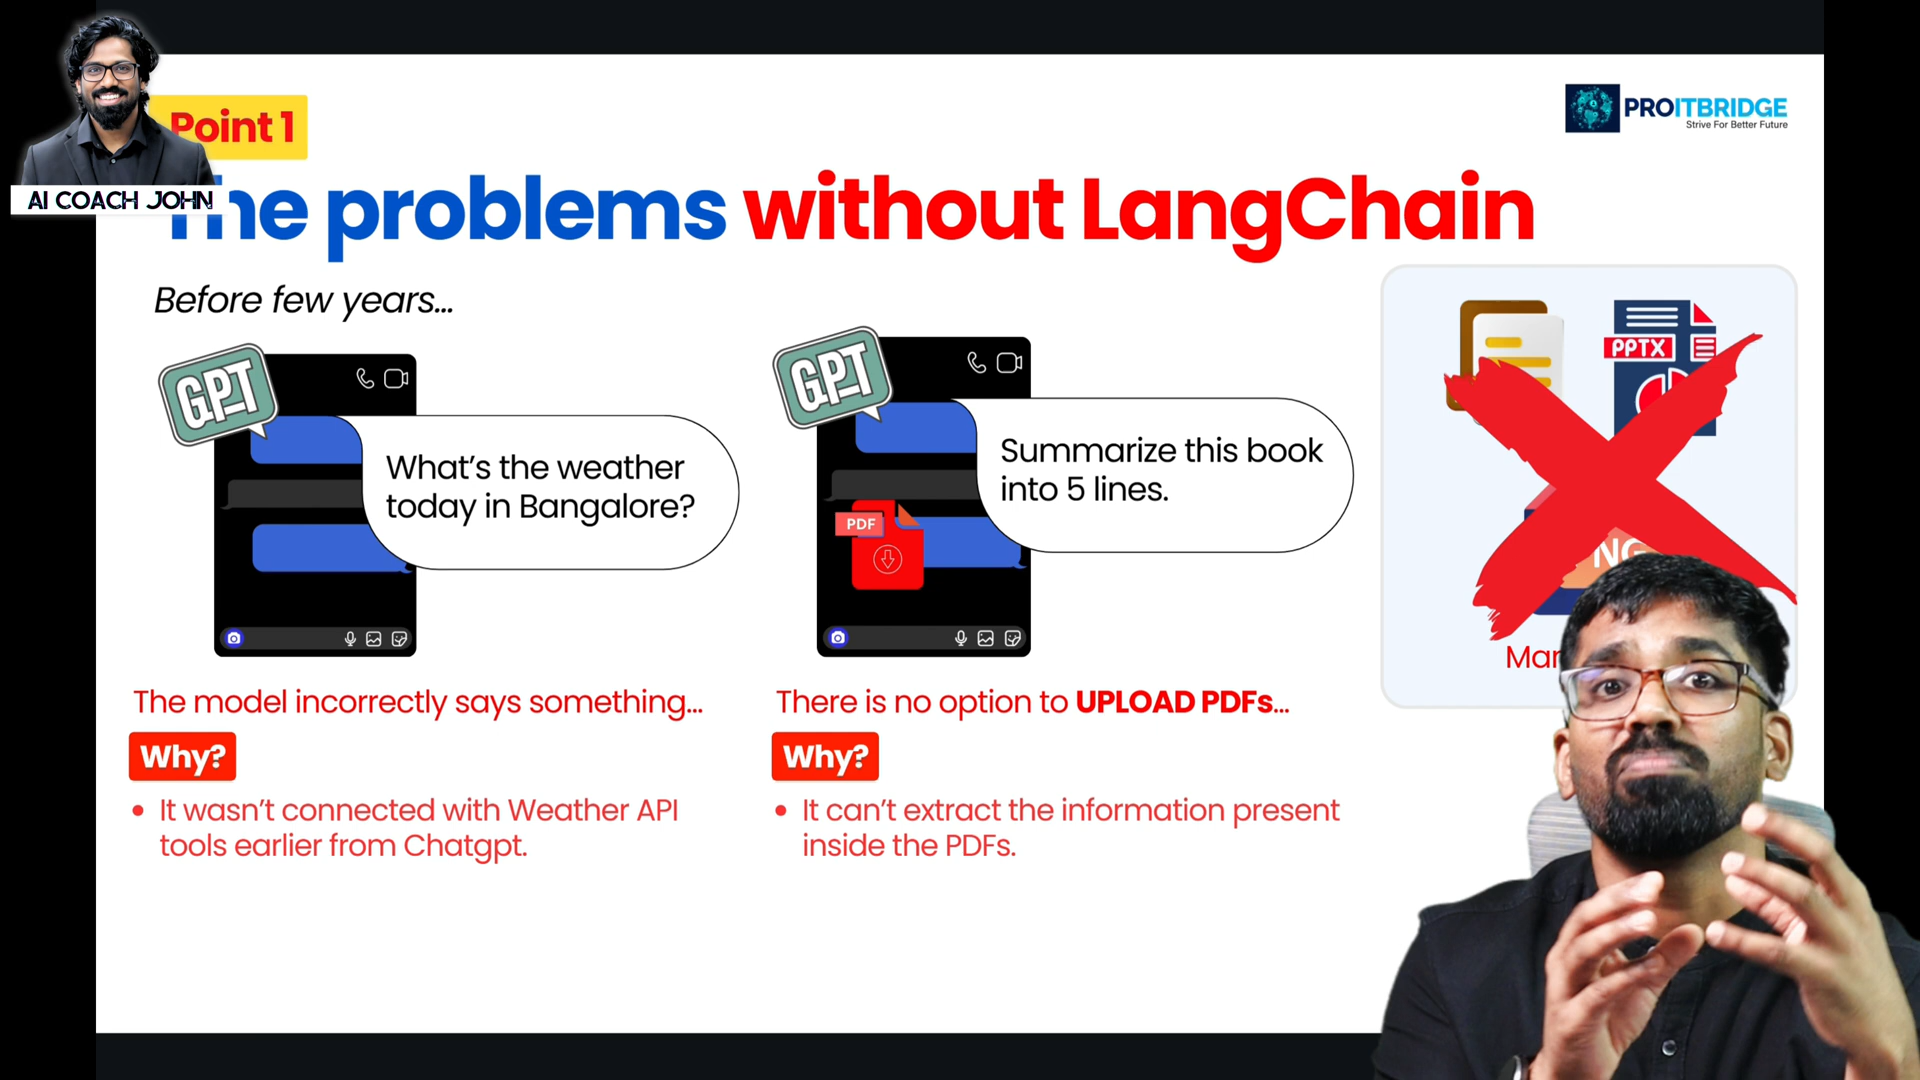 Point 1
PROITBRIDGE
Strive For Better Future
AI COACH JOHN
The problems without LangChain
Before few years...
GPT
What's the weather
today in Bangalore?
GPT
Summarize this book
into 5 lines.
PDF
PPTX
The model incorrectly says something...
Why?
• It wasn't connected with Weather API
tools earlier from Chatgpt.
There is no option to UPLOAD PDFs...
Why?
• It can't extract the information present
inside the PDFs.